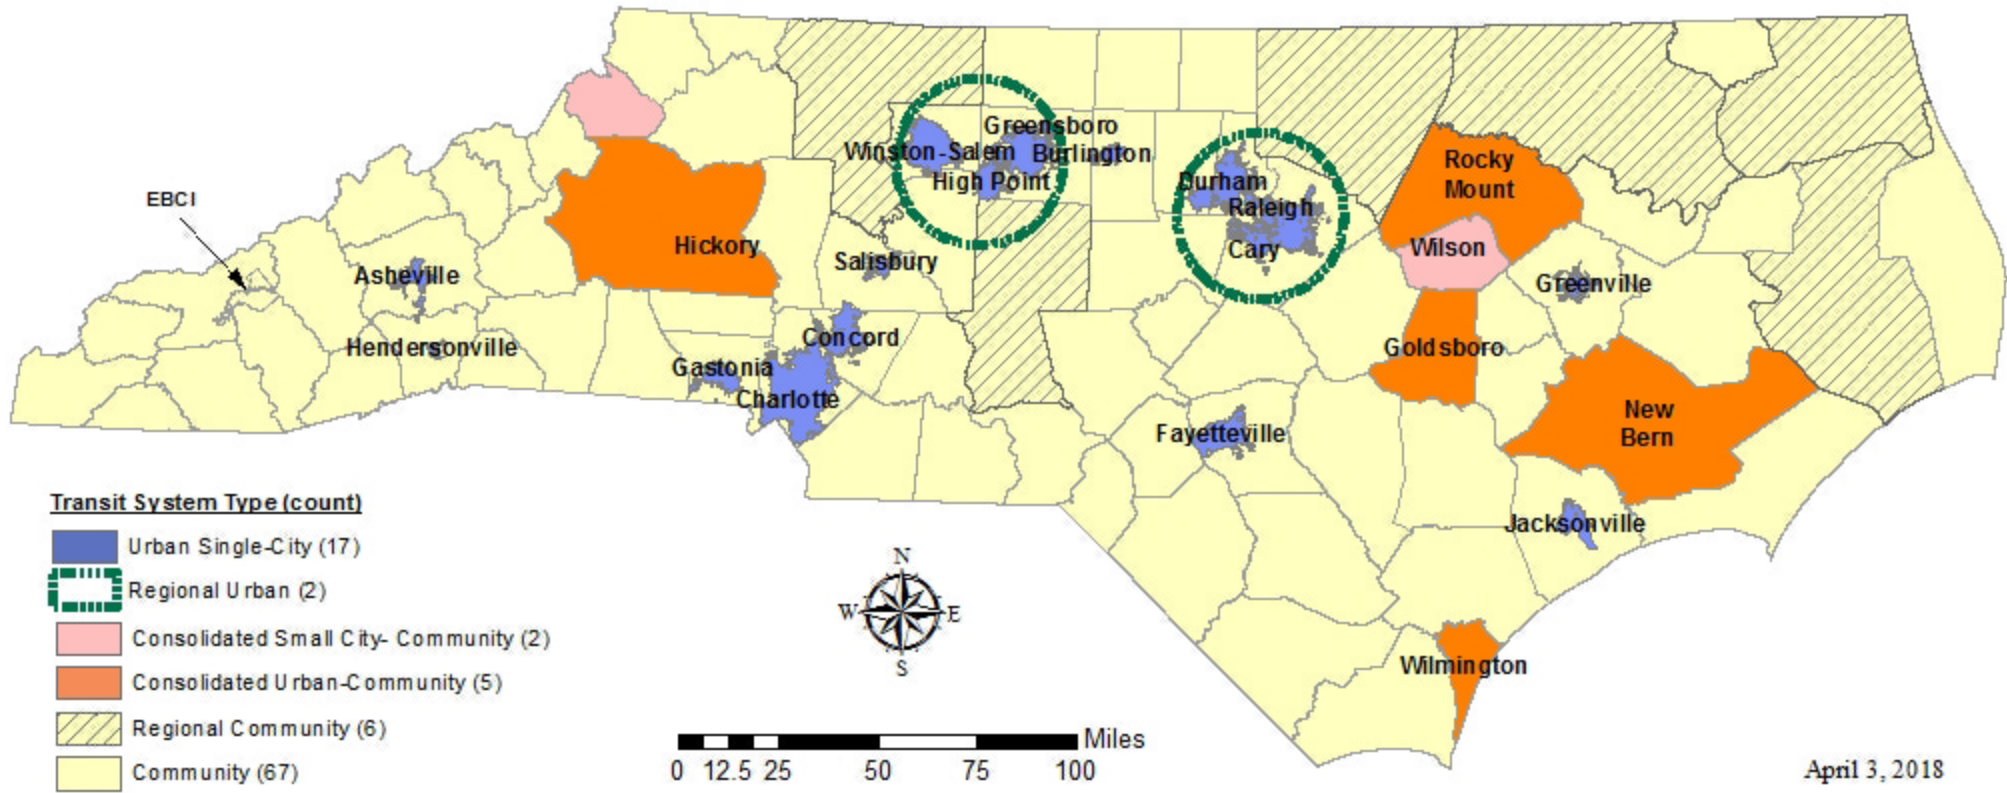 Greensboro
Winston-Salem
Burlington
High Point
Durham
Raleigh
Cary
Rocky
Mount
Wilson
EBCI
Hickory
Asheville
Salisbury
Greenville
Hendersonville
Concord
Goldsboro
Gastonia
Charlotte
New
Bern
Fayetteville
Jacksonville
Wilmington
Transit System Type (count)
Urban Single-City (17)
Regional Urban (2)
Consolidated Small City- Community (2)
Consolidated Urban-Community (5)
Regional Community (6)
Community (67)
N
W E
S
Miles
0 12.5 25 50 75 100
April 3, 2018